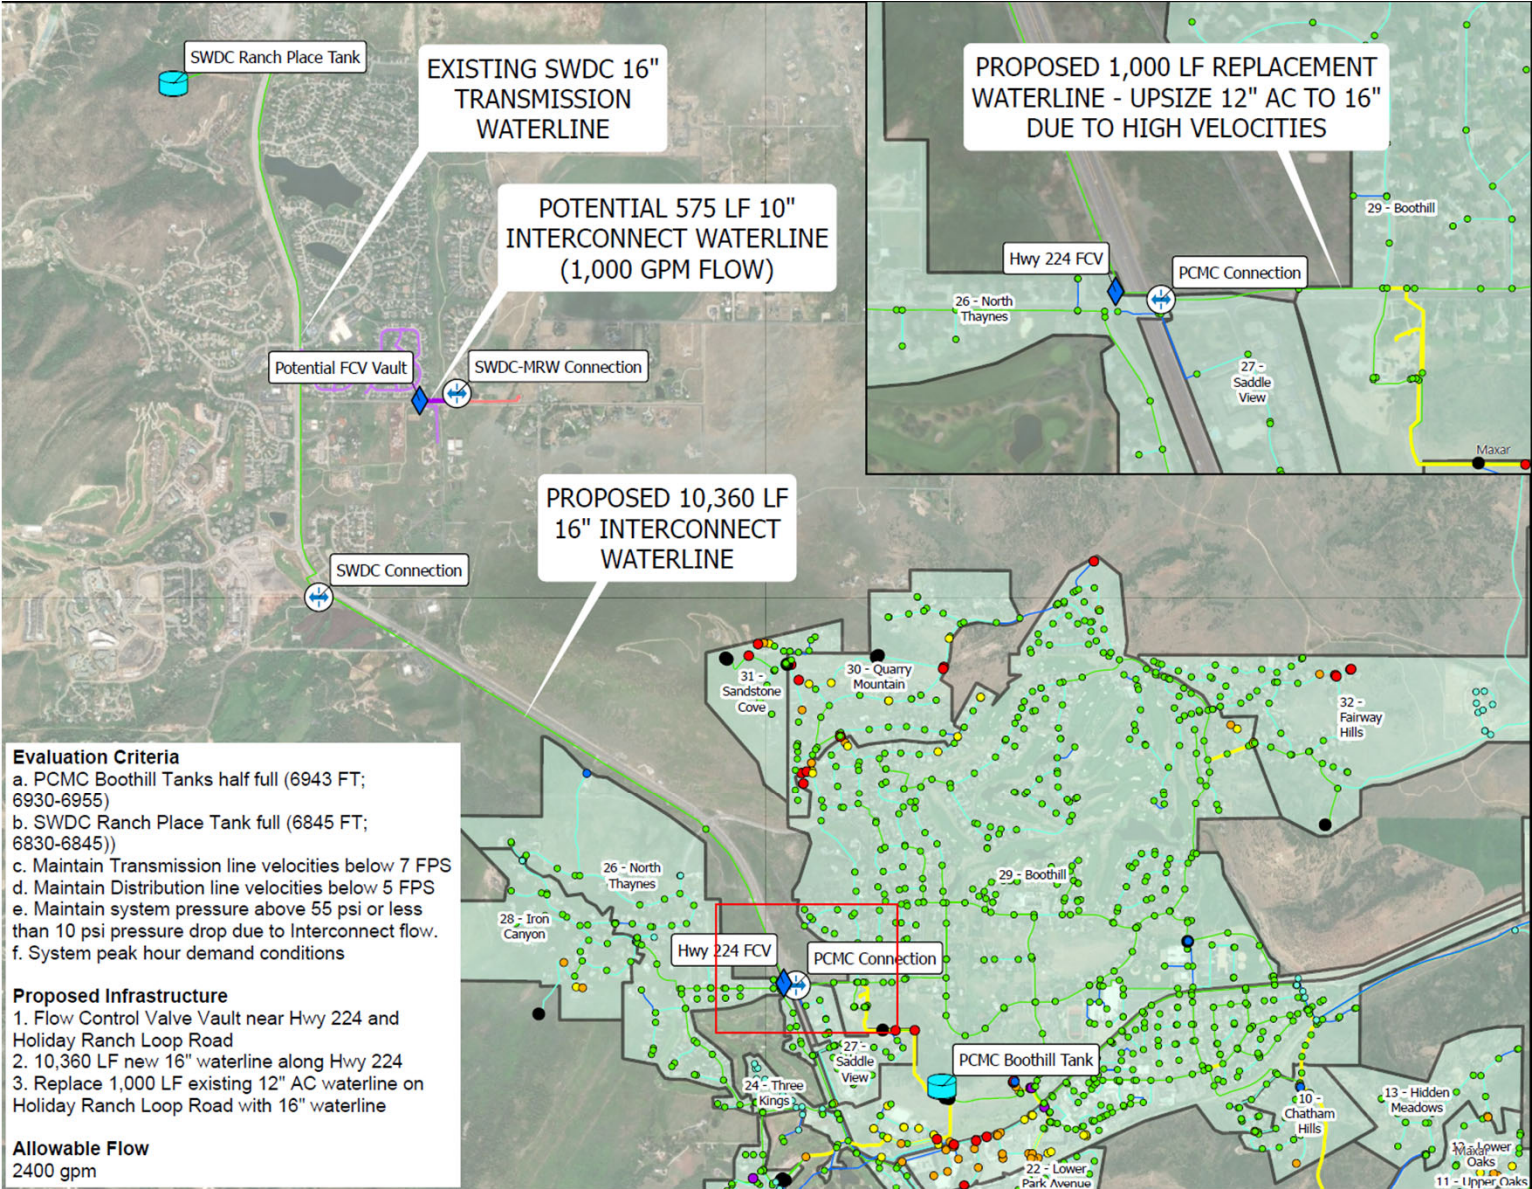 SWDC Ranch Place Tank
EXISTING SWDC 16"
TRANSMISSION
WATERLINE
POTENTIAL 575 LF 10"
INTERCONNECT WATERLINE
(1,000 GPM FLOW)
Potential FCV Vault
SWDC-MRW Connection
PROPOSED 1,000 LF REPLACEMENT
WATERLINE - UPSIZE 12" AC TO 16"
DUE TO HIGH VELOCITIES
29 - Boothill
Hwy 224 FCV
PCMC Connection
26 - North
Thaynes
27 -
Saddle
View
Maxar
PROPOSED 10,360 LF
16" INTERCONNECT
WATERLINE
SWDC Connection
31 -
Sandstone
Cove
30 - Quarry
Mountain
32 -
Fairway
Hills
Evaluation Criteria
a. PCMC Boothill Tanks half full (6943 FT;
6930-6955)
b. SWDC Ranch Place Tank full (6845 FT;
6830-6845))
c. Maintain Transmission line velocities below 7 FPS
d. Maintain Distribution line velocities below 5 FPS
e. Maintain system pressure above 55 psi or less
than 10 psi pressure drop due to Interconnect flow.
f. System peak hour demand conditions
Proposed Infrastructure
1. Flow Control Valve Vault near Hwy 224 and
Holiday Ranch Loop Road
2. 10,360 LF new 16" waterline along Hwy 224
3. Replace 1,000 LF existing 12" AC waterline on
Holiday Ranch Loop Road with 16" waterline
Allowable Flow
2400 gpm
26 - North
Thaynes
28 - Iron
Canyon
29 - Boothill
Hwy 224 FCV
PCMC Connection
27 -
Saddle
View
PCMC Boothill Tank
24 - Three
Kings
10 -
Chatham
Hills
13 - Hidden
Meadows
12 - Lower
Oaks
Maxar
11 - Upper Oaks
22 - Lower
Park Avenue